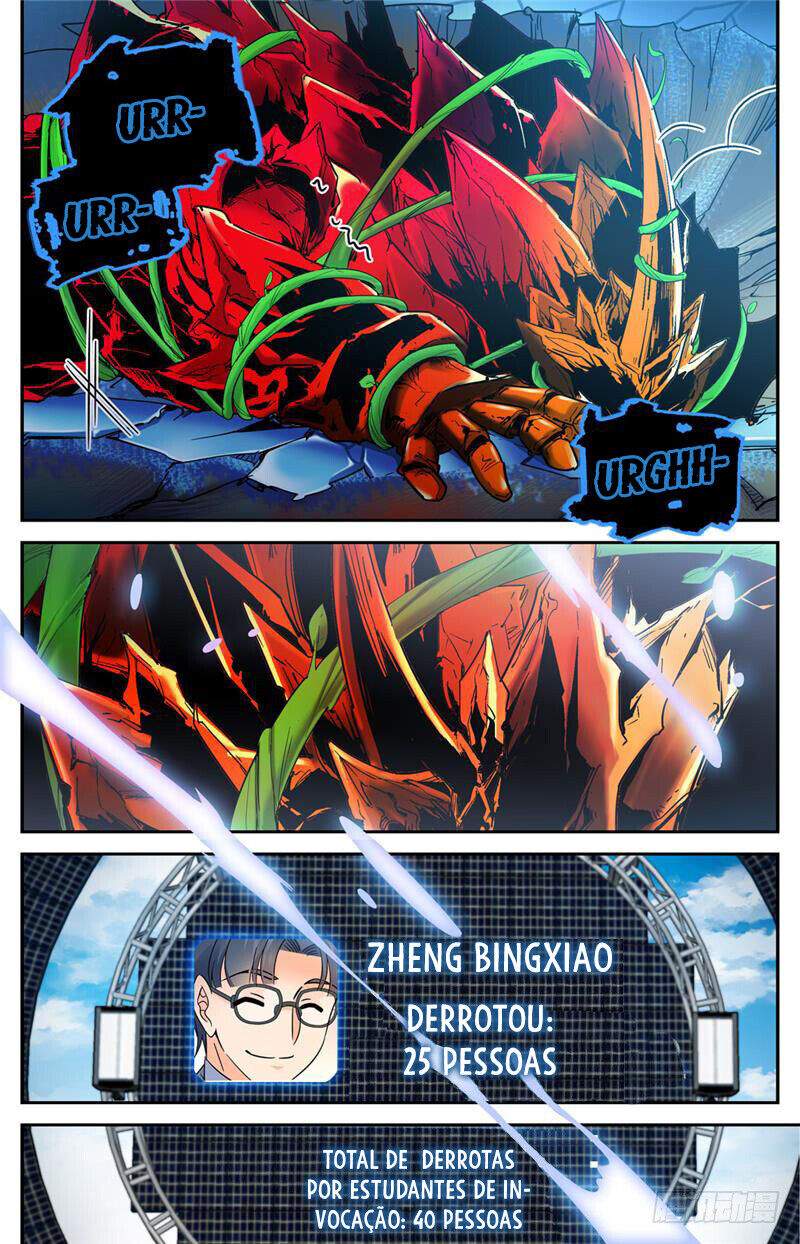 URR-
URR-
URGHH-
ZHENG BINGXIAO
DERROTOU:
25 PESSOAS
TOTAL DE DERROTAS
POR ESTUDANTES DE IN-
VOCAÇÃO: 40 PESSOAS